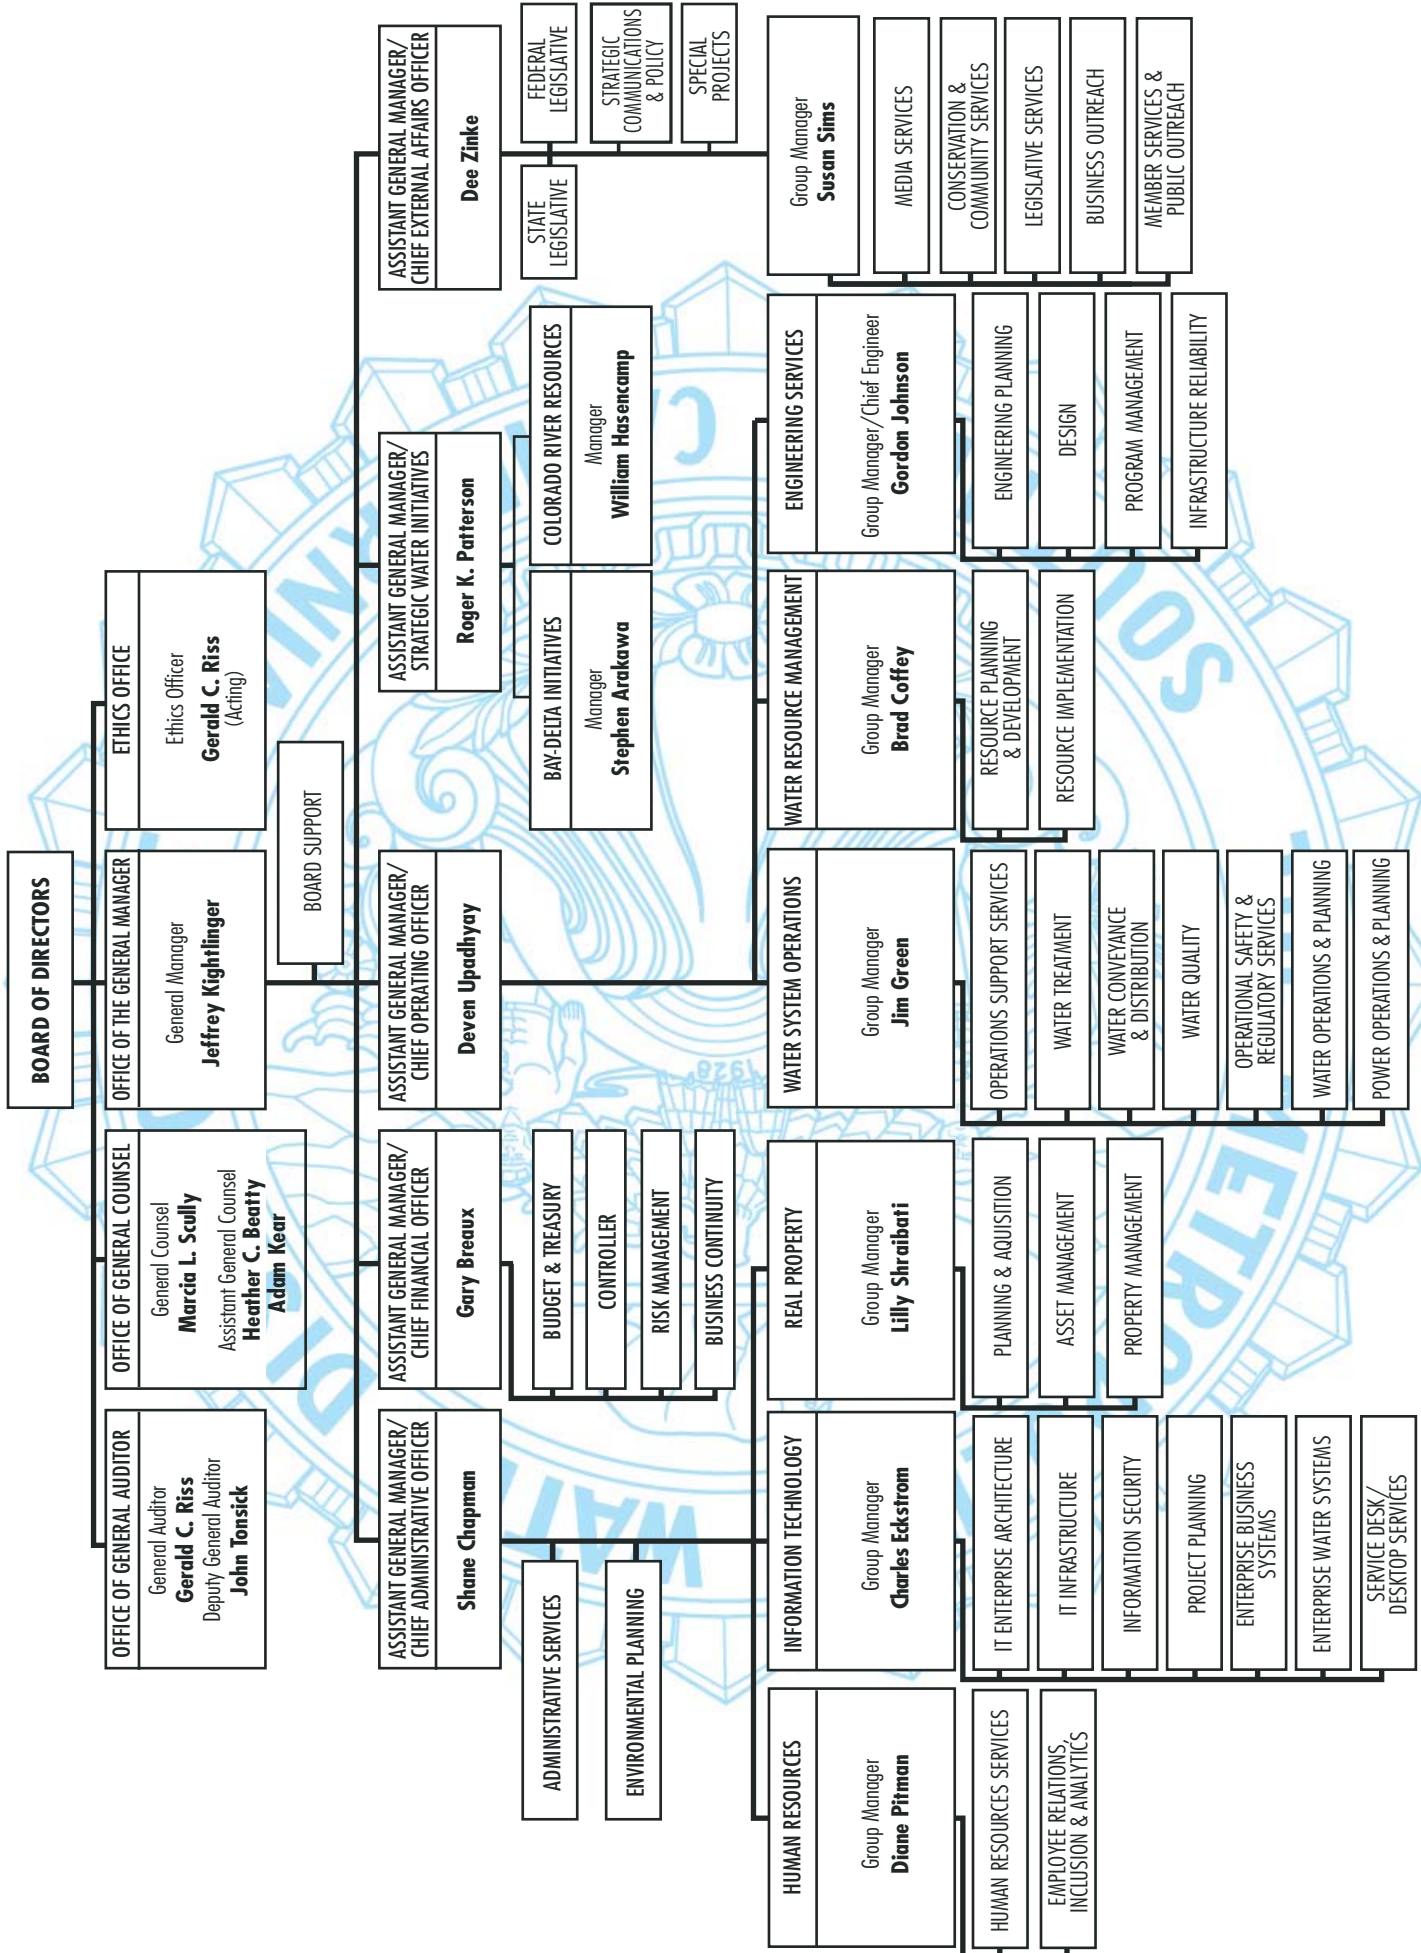 BOARD OF DIRECTORS
OFFICE OF GENERAL AUDITOR
General Auditor
Gerald C. Riss
Deputy General Auditor
John Tonsick
OFFICE OF GENERAL COUNSEL
General Counsel
Marcia L. Scully
Assistant General Counsel
Heather C. Beatty
Adam Kear
OFFICE OF THE GENERAL MANAGER
General Manager
Jeffrey Kightlinger
ETHICS OFFICE
Ethics Officer
Gerald C. Riss
(Acting)
BOARD SUPPORT
ASSISTANT GENERAL MANAGER/
CHIEF ADMINISTRATIVE OFFICER
Shane Chapman
ASSISTANT GENERAL MANAGER/
CHIEF FINANCIAL OFFICER
Gary Breaux
ASSISTANT GENERAL MANAGER/
CHIEF OPERATING OFFICER
Deven Upadhyay
ASSISTANT GENERAL MANAGER/
STRATEGIC WATER INITIATIVES
Roger K. Patterson
ASSISTANT GENERAL MANAGER/
CHIEF EXTERNAL AFFAIRS OFFICER
Dee Zinke
ADMINISTRATIVE SERVICES
ENVIRONMENTAL PLANNING
BUDGET & TREASURY
CONTROLLER
RISK MANAGEMENT
BUSINESS CONTINUITY
BAY-DELTA INITIATIVES
Manager
Stephen Arakawa
COLORADO RIVER RESOURCES
Manager
William Hasencamp
STATE
LEGISLATIVE
FEDERAL
LEGISLATIVE
STRATEGIC
COMMUNICATIONS
& POLICY
SPECIAL
PROJECTS
HUMAN RESOURCES
Group Manager
Diane Pitman
HUMAN RESOURCES SERVICES
EMPLOYEE RELATIONS,
INCLUSION & ANALYTICS
INFORMATION TECHNOLOGY
Group Manager
Charles Eckstrom
IT ENTERPRISE ARCHITECTURE
IT INFRASTRUCTURE
INFORMATION SECURITY
PROJECT PLANNING
ENTERPRISE BUSINESS
SYSTEMS
ENTERPRISE WATER SYSTEMS
SERVICE DESK/
DESKTOP SERVICES
REAL PROPERTY
Group Manager
Lilly Shraibati
PLANNING & AQUISITION
ASSET MANAGEMENT
PROPERTY MANAGEMENT
WATER SYSTEM OPERATIONS
Group Manager
Jim Green
OPERATIONS SUPPORT SERVICES
WATER TREATMENT
WATER CONVEYANCE
& DISTRIBUTION
WATER QUALITY
OPERATIONAL SAFETY &
REGULATORY SERVICES
WATER OPERATIONS & PLANNING
POWER OPERATIONS & PLANNING
WATER RESOURCE MANAGEMENT
Group Manager
Brad Coffey
RESOURCE PLANNING
& DEVELOPMENT
RESOURCE IMPLEMENTATION
ENGINEERING SERVICES
Group Manager/Chief Engineer
Gordon Johnson
ENGINEERING PLANNING
DESIGN
PROGRAM MANAGEMENT
INFRASTRUCTURE RELIABILITY
Group Manager
Susan Sims
MEDIA SERVICES
CONSERVATION &
COMMUNITY SERVICES
LEGISLATIVE SERVICES
BUSINESS OUTREACH
MEMBER SERVICES &
PUBLIC OUTREACH
1928